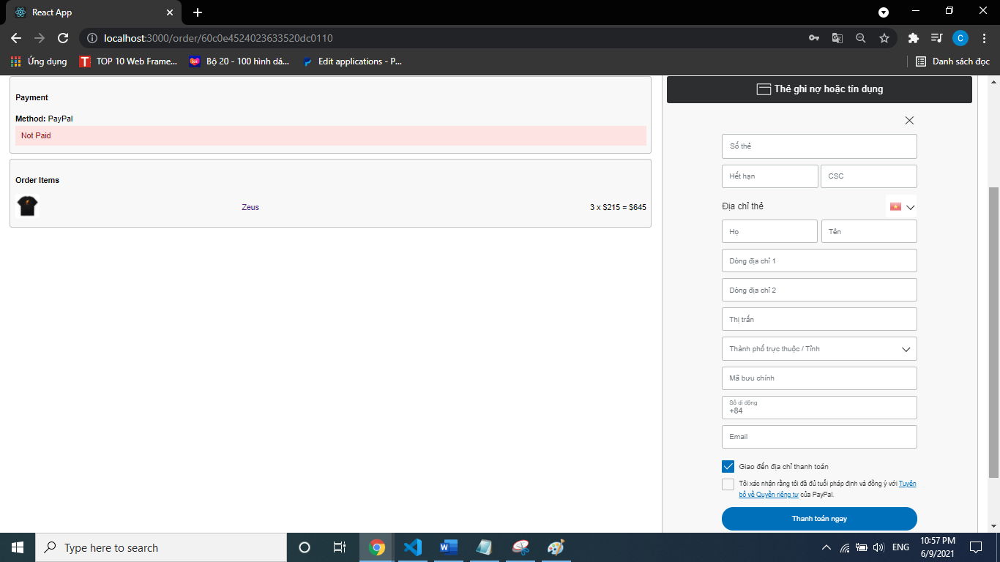 React App
localhost:3000/order/60c0e4524023633520dc0110
C
Ứng dụng
T
TOP 10 Web Frame...
Bộ 20 - 100 hình dá...
Edit applications - P...
Danh sách đọc
Payment
Method: PayPal
Not Paid
Order Items
Zeus
3 x $215 = $645
Thẻ ghi nợ hoặc tín dụng
Số thẻ
Hết hạn
CSC
Địa chỉ thẻ
Họ
Tên
Dòng địa chỉ 1
Dòng địa chỉ 2
Thị trấn
Thành phố trực thuộc / Tỉnh
Mã bưu chính
Số di động
+84
Email
Giao đến địa chỉ thanh toán
Tôi xác nhận rằng tôi đã đủ tuổi pháp định và đồng ý với Tuyên
bố về Quyền riêng tư của PayPal.
Thanh toán ngay
Type here to search
ENG
10:57 PM
6/9/2021